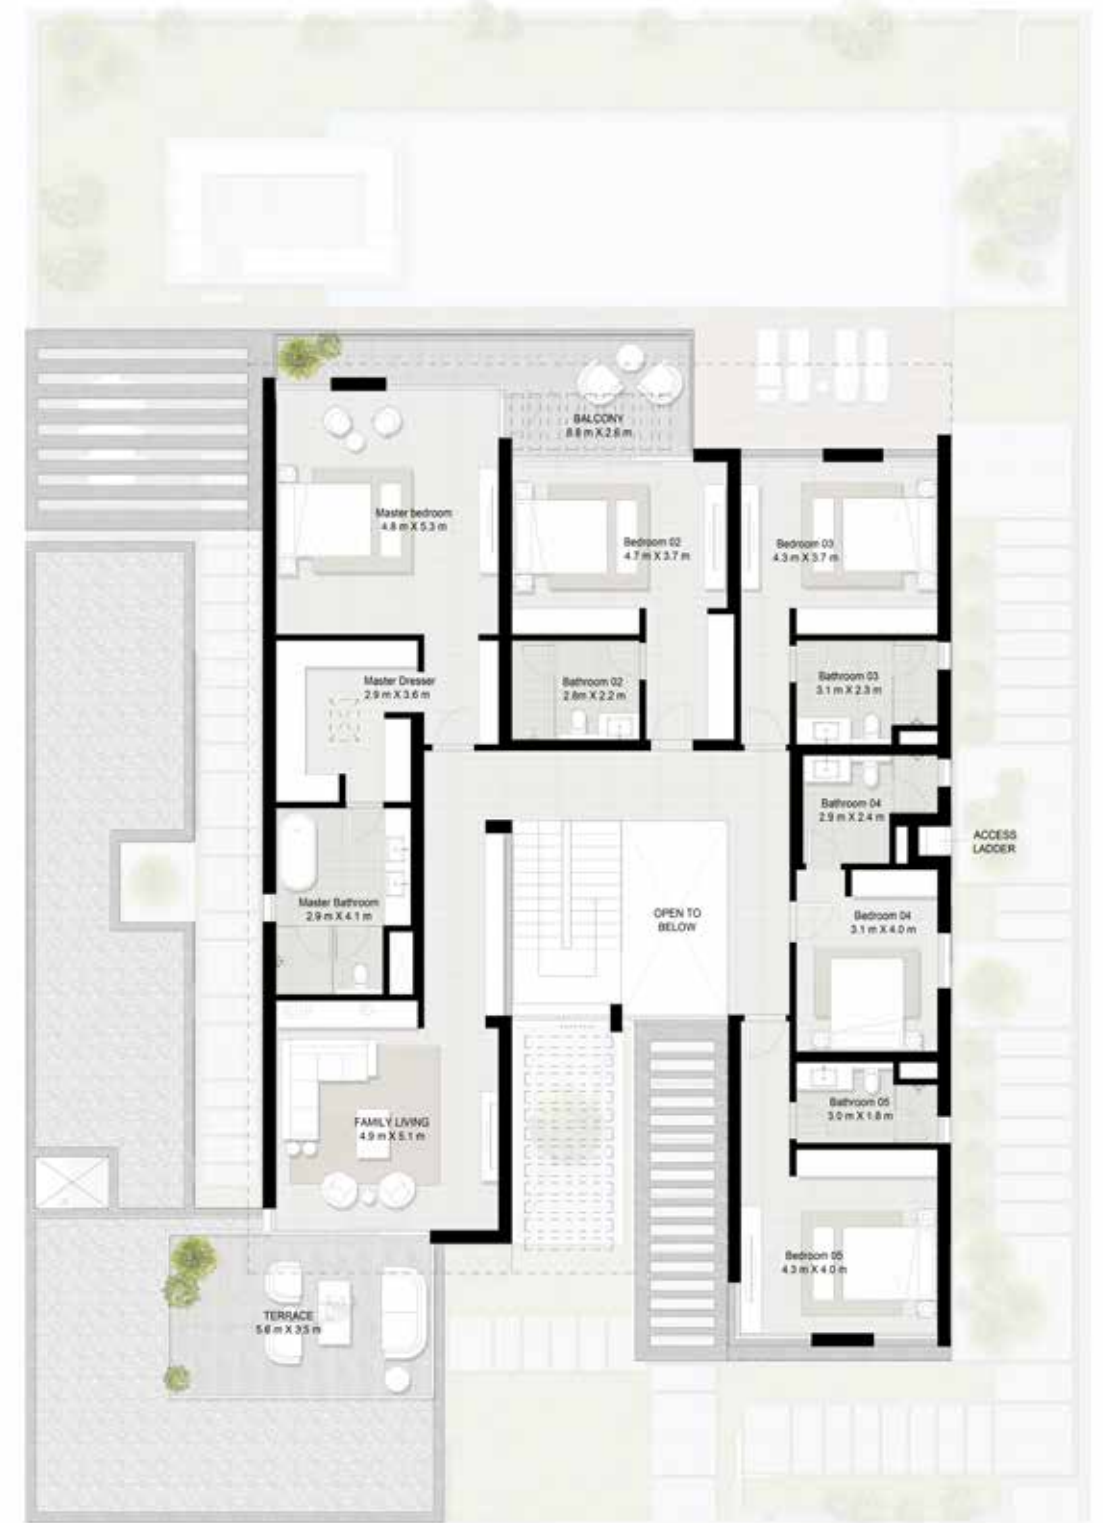 BALCONY
8.8 m X 2.6 m
Master bedroom
4.8 m X 5.3 m
Bedroom 02
4.7 m X 3.7 m
Bedroom 03
4.3 m X 3.7 m
Master Dresser
2.9 m X 3.6 m
Bathroom 02
2.8m X 2.2 m
Bathroom 03
3.1 m X 2.3 m
Bathroom 04
2.9 m X 2.4 m
ACCESS
LADDER
Master Bathroom
2.9 m X 4.1 m
OPEN TO
BELOW
Bedroom 04
3.1 m X 4.0 m
Bathroom 05
3.0 m X 1.8 m
FAMILY LIVING
4.9 m X 5.1 m
Bedroom 05
4.3 m X 4.0 m
TERRACE
5.6 m X 3.5 m